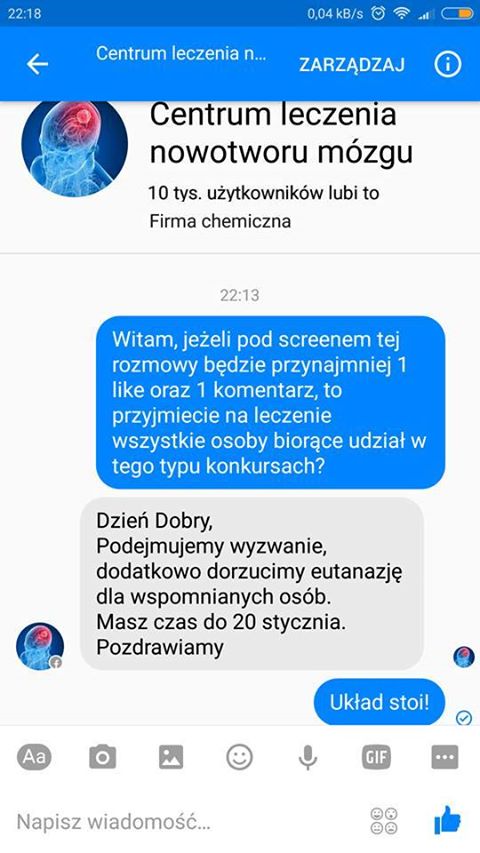 22:18
0,04 kB/s
Centrum leczenia n...
ZARZĄDZAJ
Centrum leczenia
nowotworu mózgu
10 tys. użytkowników lubi to
Firma chemiczna
22:13
Witam, jeżeli pod screenem tej
rozmowy będzie przynajmniej 1
like oraz 1 komentarz, to
przyjmiecie na leczenie
wszystkie osoby biorące udział w
tego typu konkursach?
Dzień Dobry,
Podejmujemy wyzwanie,
dodatkowo dorzucimy eutanazję
dla wspomnianych osób.
Masz czas do 20 stycznia.
Pozdrawiamy
Układ stoi!
Aa
GIF
Napisz wiadomość...